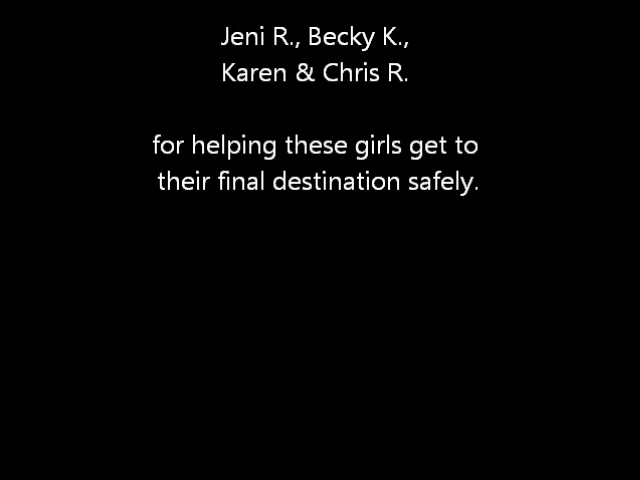 Jeni R., Becky K.,
Karen & Chris R.
for helping these girls get to
their final destination safely.